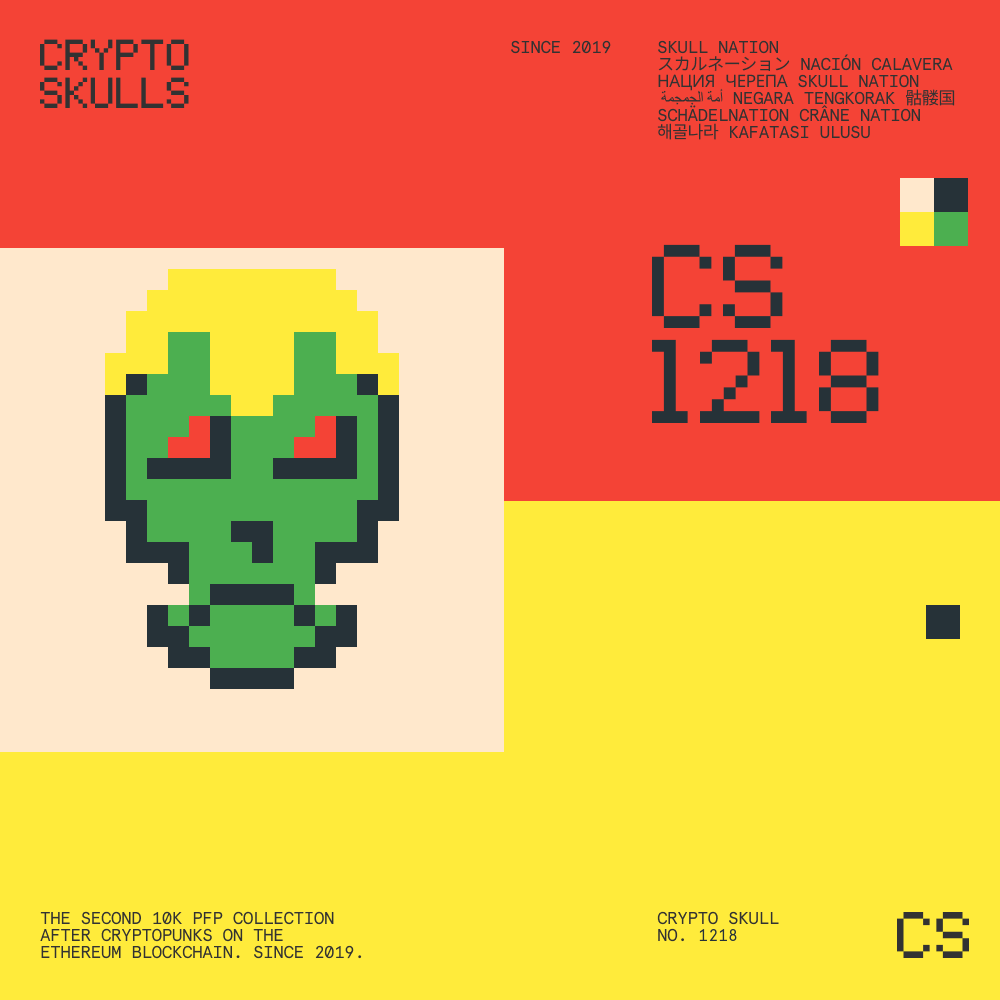 CRYPTO
SKULLS
SINCE 2019
SKULL NATION
スカルネーション NACIÓN CALAVERA
НАЦИЯ ЧЕРЕПА SKULL NATION
أمة الجمجمة NEGARA TENGKORAK 骷髅国
SCHÄDELNATION CRÂNE NATION
해골나라 KAFATASI ULUSU
CS
1218
THE SECOND 10K PFP COLLECTION
AFTER CRYPTOPUNKS ON THE
ETHEREUM BLOCKCHAIN. SINCE 2019.
CRYPTO SKULL
NO. 1218
CS